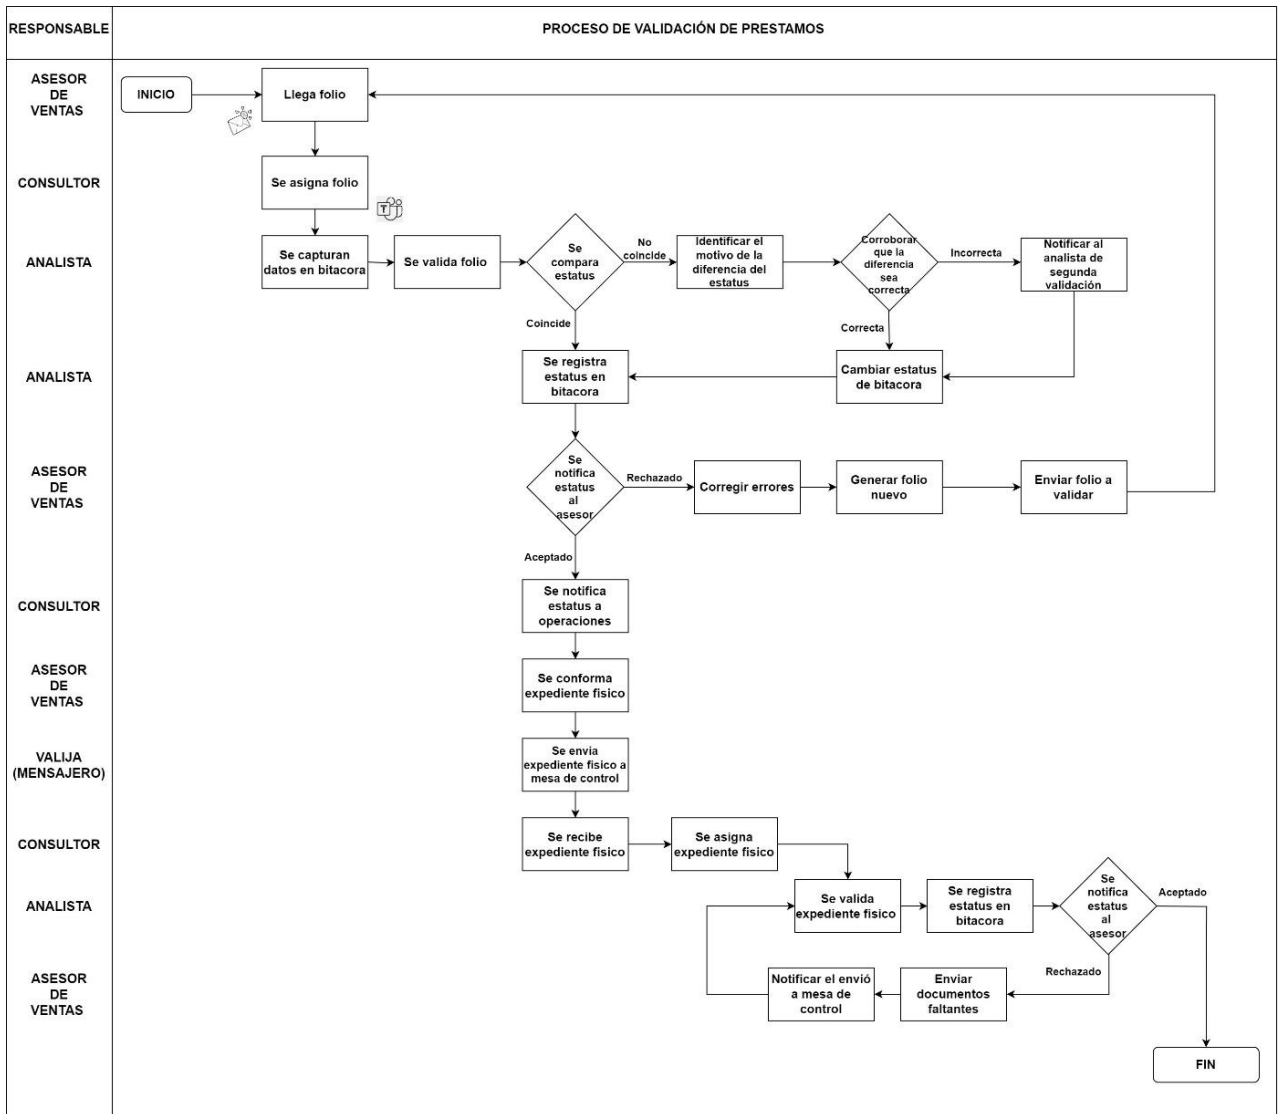 RESPONSABLE
PROCESO DE VALIDACIÓN DE PRESTAMOS
ASESOR
DE
VENTAS
INICIO
Llega folio
CONSULTOR
Se asigna folio
T
ANALISTA
Se capturan
datos en bitacora
Se valida folio
Se
compara
estatus
No
coincide
Identificar el
motivo de la
diferencia del
estatus
Corroborar
que la
diferencia
sea
correcta
Incorrecta
Notificar al
analista de
segunda
validación
Coincide
Correcta
ANALISTA
Se registra
estatus en
bitacora
Cambiar estatus
de bitacora
ASESOR
DE
VENTAS
Se
notifica
estatus
al
asesor
Rechazado
Corregir errores
Generar folio
nuevo
Enviar folio a
validar
Aceptado
CONSULTOR
Se notifica
estatus a
operaciones
ASESOR
DE
VENTAS
Se conforma
expediente fisico
VALIJA
(MENSAJERO)
Se envia
expediente fisico a
mesa de control
CONSULTOR
Se recibe
expediente fisico
Se asigna
expediente fisico
ANALISTA
Se valida
expediente fisico
Se registra
estatus en
bitacora
Se
notifica
estatus
al
asesor
Aceptado
Rechazado
ASESOR
DE
VENTAS
Notificar el envió
a mesa de
control
Enviar
documentos
faltantes
FIN